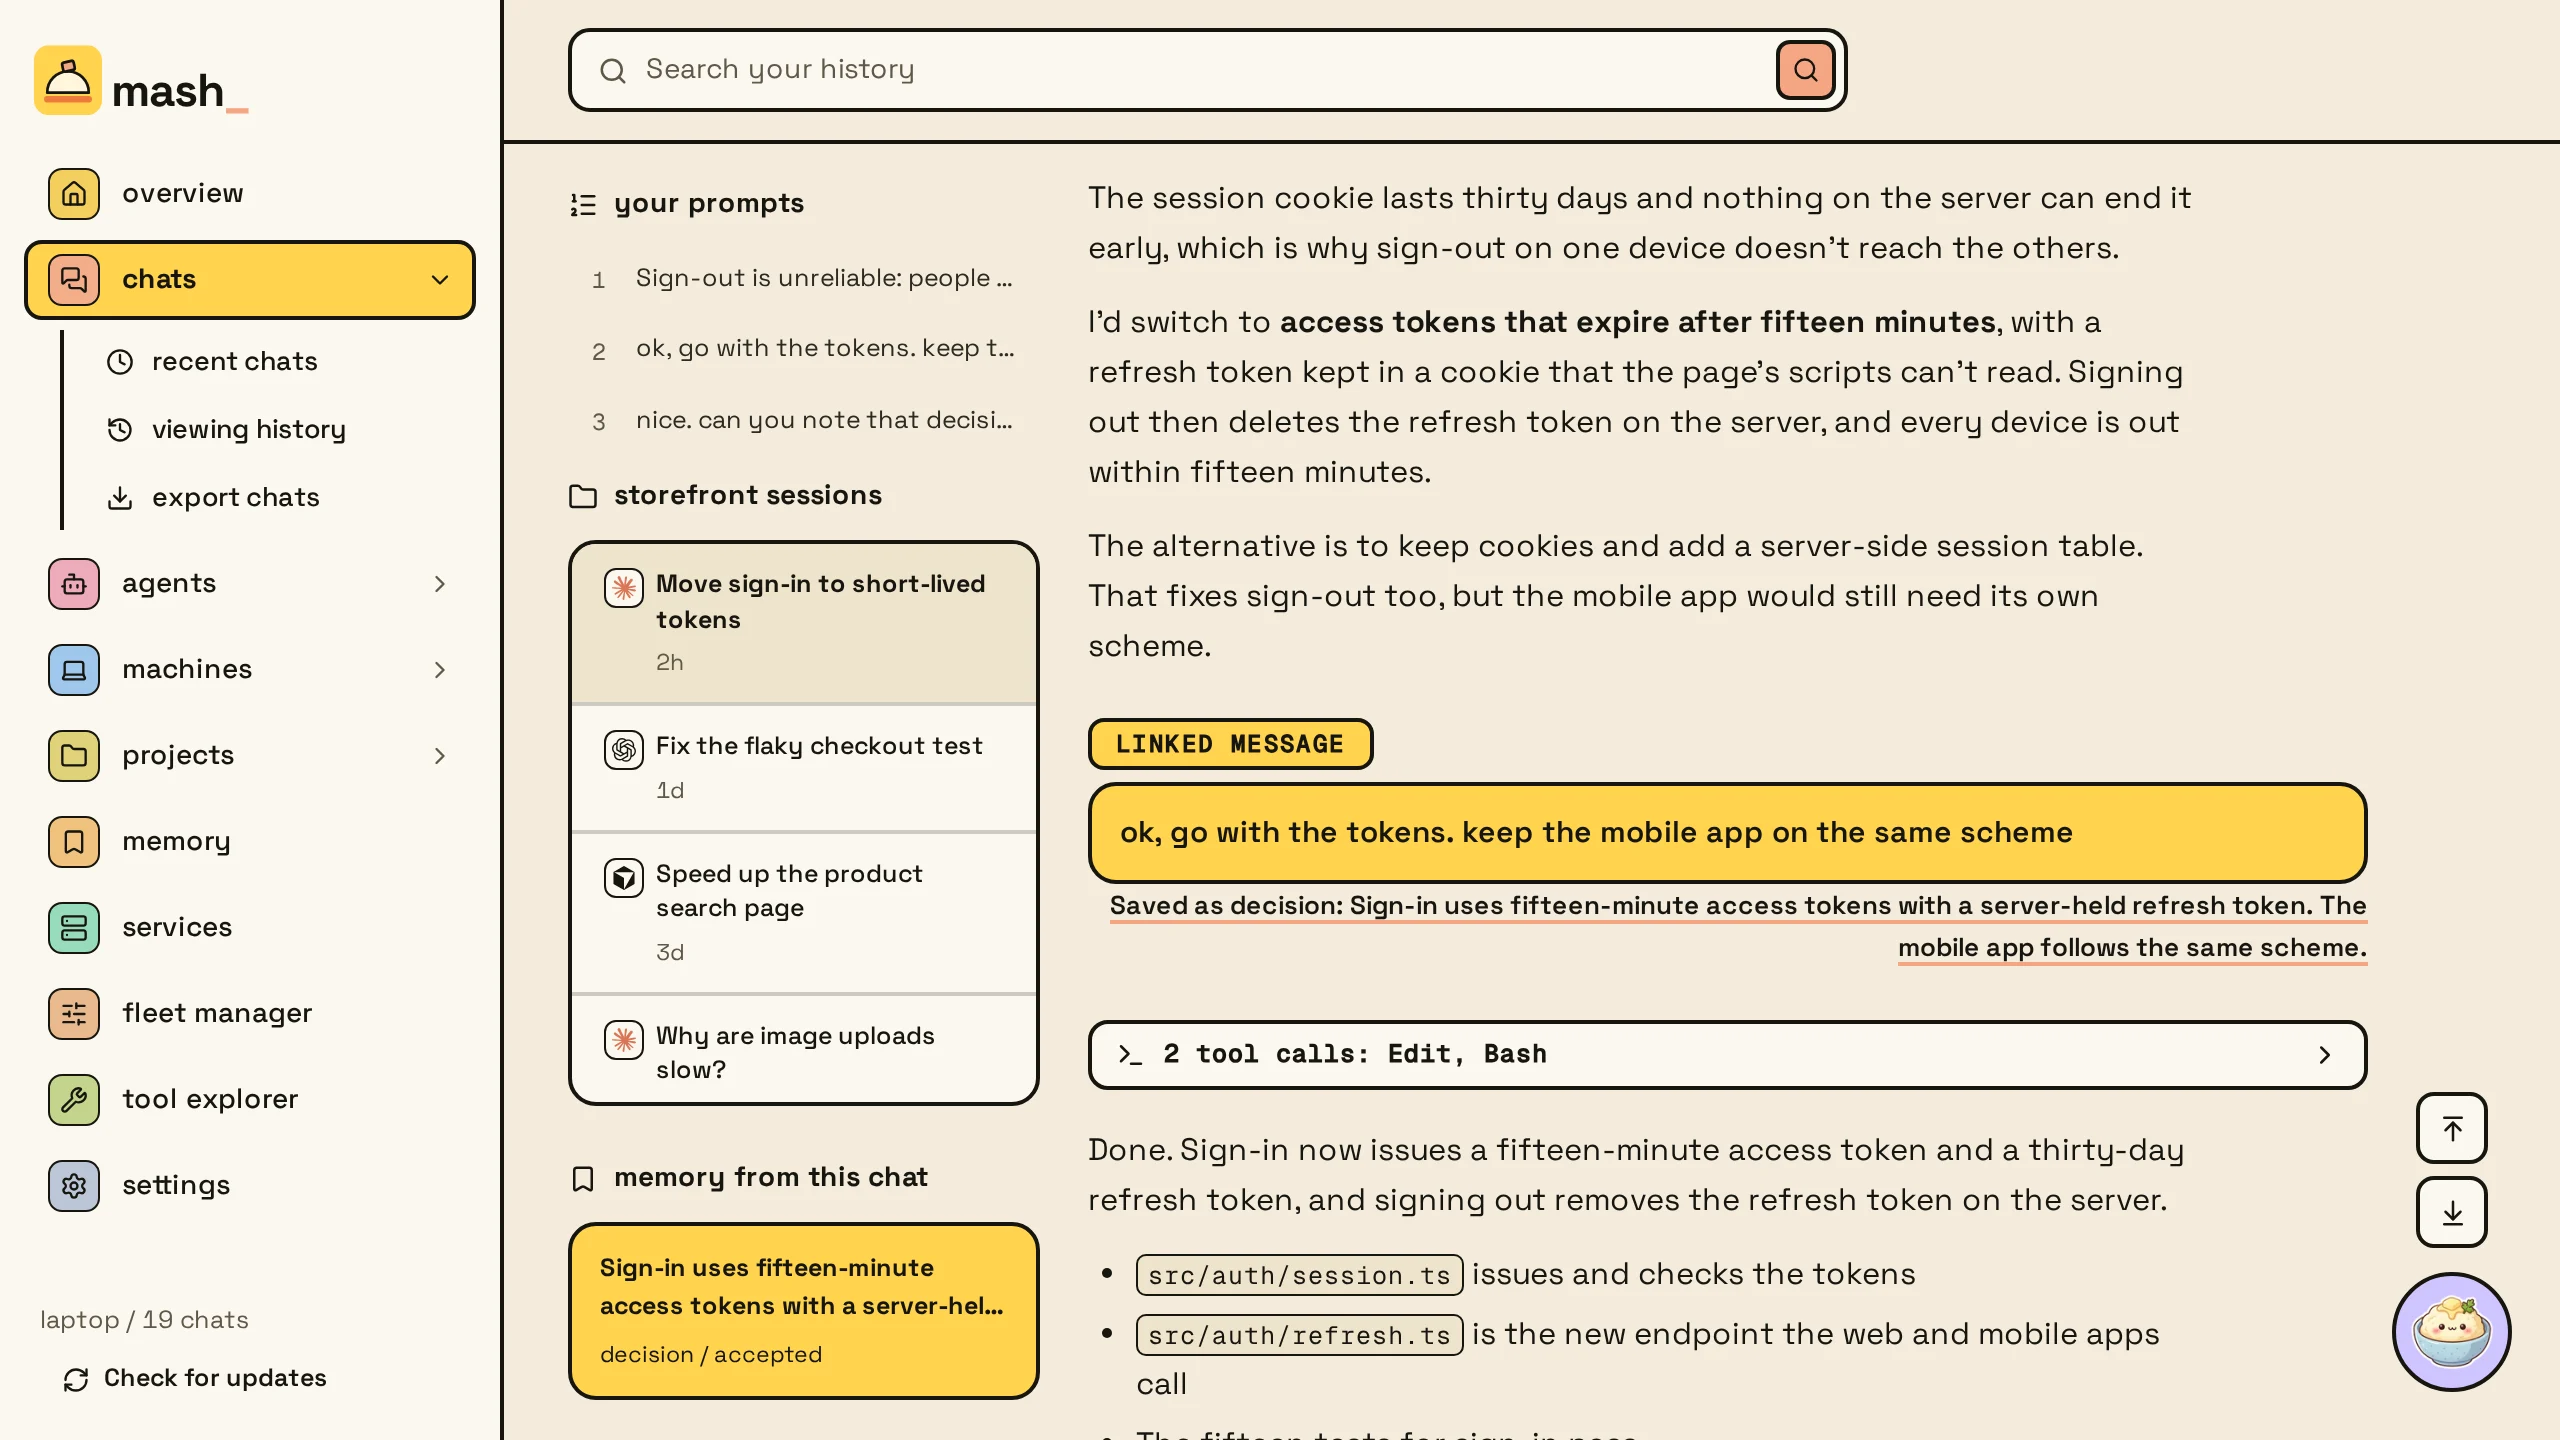 mash_
overview
chats
recent chats
viewing history
export chats
agents
machines
projects
memory
services
fleet manager
tool explorer
settings
laptop / 19 chats
Check for updates
Search your history
your prompts
1 Sign-out is unreliable: people ...
2 ok, go with the tokens. keep t...
3 nice. can you note that decisi...
storefront sessions
Move sign-in to short-lived
tokens
2h
Fix the flaky checkout test
1d
Speed up the product
search page
3d
Why are image uploads
slow?
memory from this chat
Sign-in uses fifteen-minute
access tokens with a server-hel...
decision / accepted
The session cookie lasts thirty days and nothing on the server can end it
early, which is why sign-out on one device doesn’t reach the others.
I’d switch to access tokens that expire after fifteen minutes, with a
refresh token kept in a cookie that the page’s scripts can’t read. Signing
out then deletes the refresh token on the server, and every device is out
within fifteen minutes.
The alternative is to keep cookies and add a server-side session table.
That fixes sign-out too, but the mobile app would still need its own
scheme.
LINKED MESSAGE
ok, go with the tokens. keep the mobile app on the same scheme
Saved as decision: Sign-in uses fifteen-minute access tokens with a server-held refresh token. The
mobile app follows the same scheme.
2 tool calls: Edit, Bash
Done. Sign-in now issues a fifteen-minute access token and a thirty-day
refresh token, and signing out removes the refresh token on the server.
• src/auth/session.ts issues and checks the tokens
• src/auth/refresh.ts is the new endpoint the web and mobile apps
call
• The fifteen tests for sign-in pass